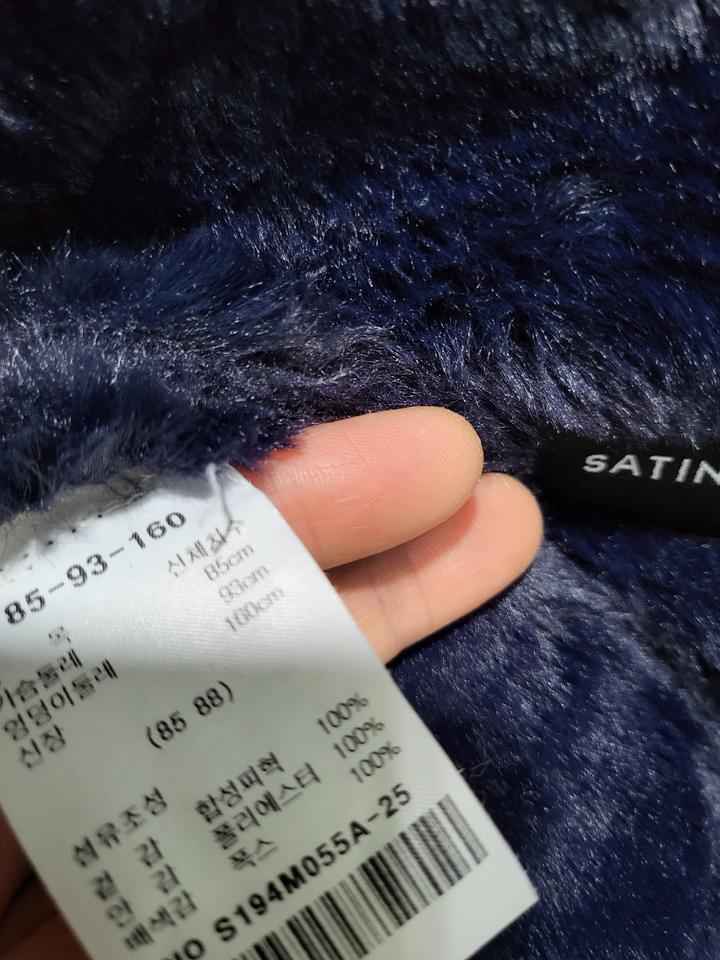 SATIN
85-93-160
신체치수
가슴둘레 85cm
엉덩이둘레 93cm
신장 160cm
(85 88)
섬유조성
겉 감 합성피혁 100%
안 감 폴리에스터 100%
배색감 폭스 100%
NO S194M055A-25